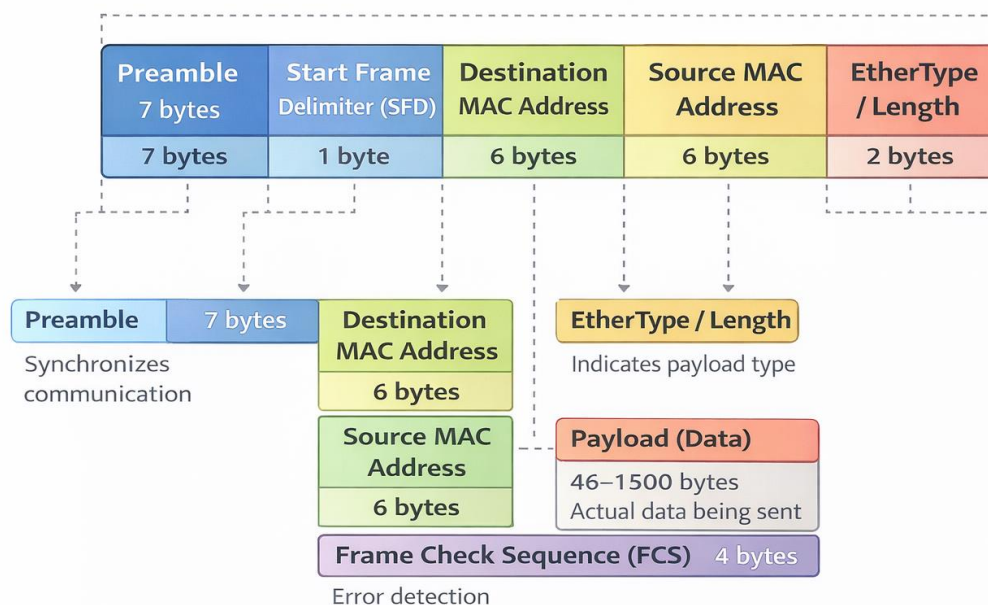 Preamble
7 bytes
7 bytes
Start Frame
Delimiter (SFD)
1 byte
Destination
MAC Address
6 bytes
Source MAC
Address
6 bytes
EtherType
/ Length
2 bytes
Preamble
7 bytes
Synchronizes
communication
Destination
MAC Address
6 bytes
Source MAC
Address
6 bytes
EtherType / Length
Indicates payload type
Payload (Data)
46–1500 bytes
Actual data being sent
Frame Check Sequence (FCS) 4 bytes
Error detection